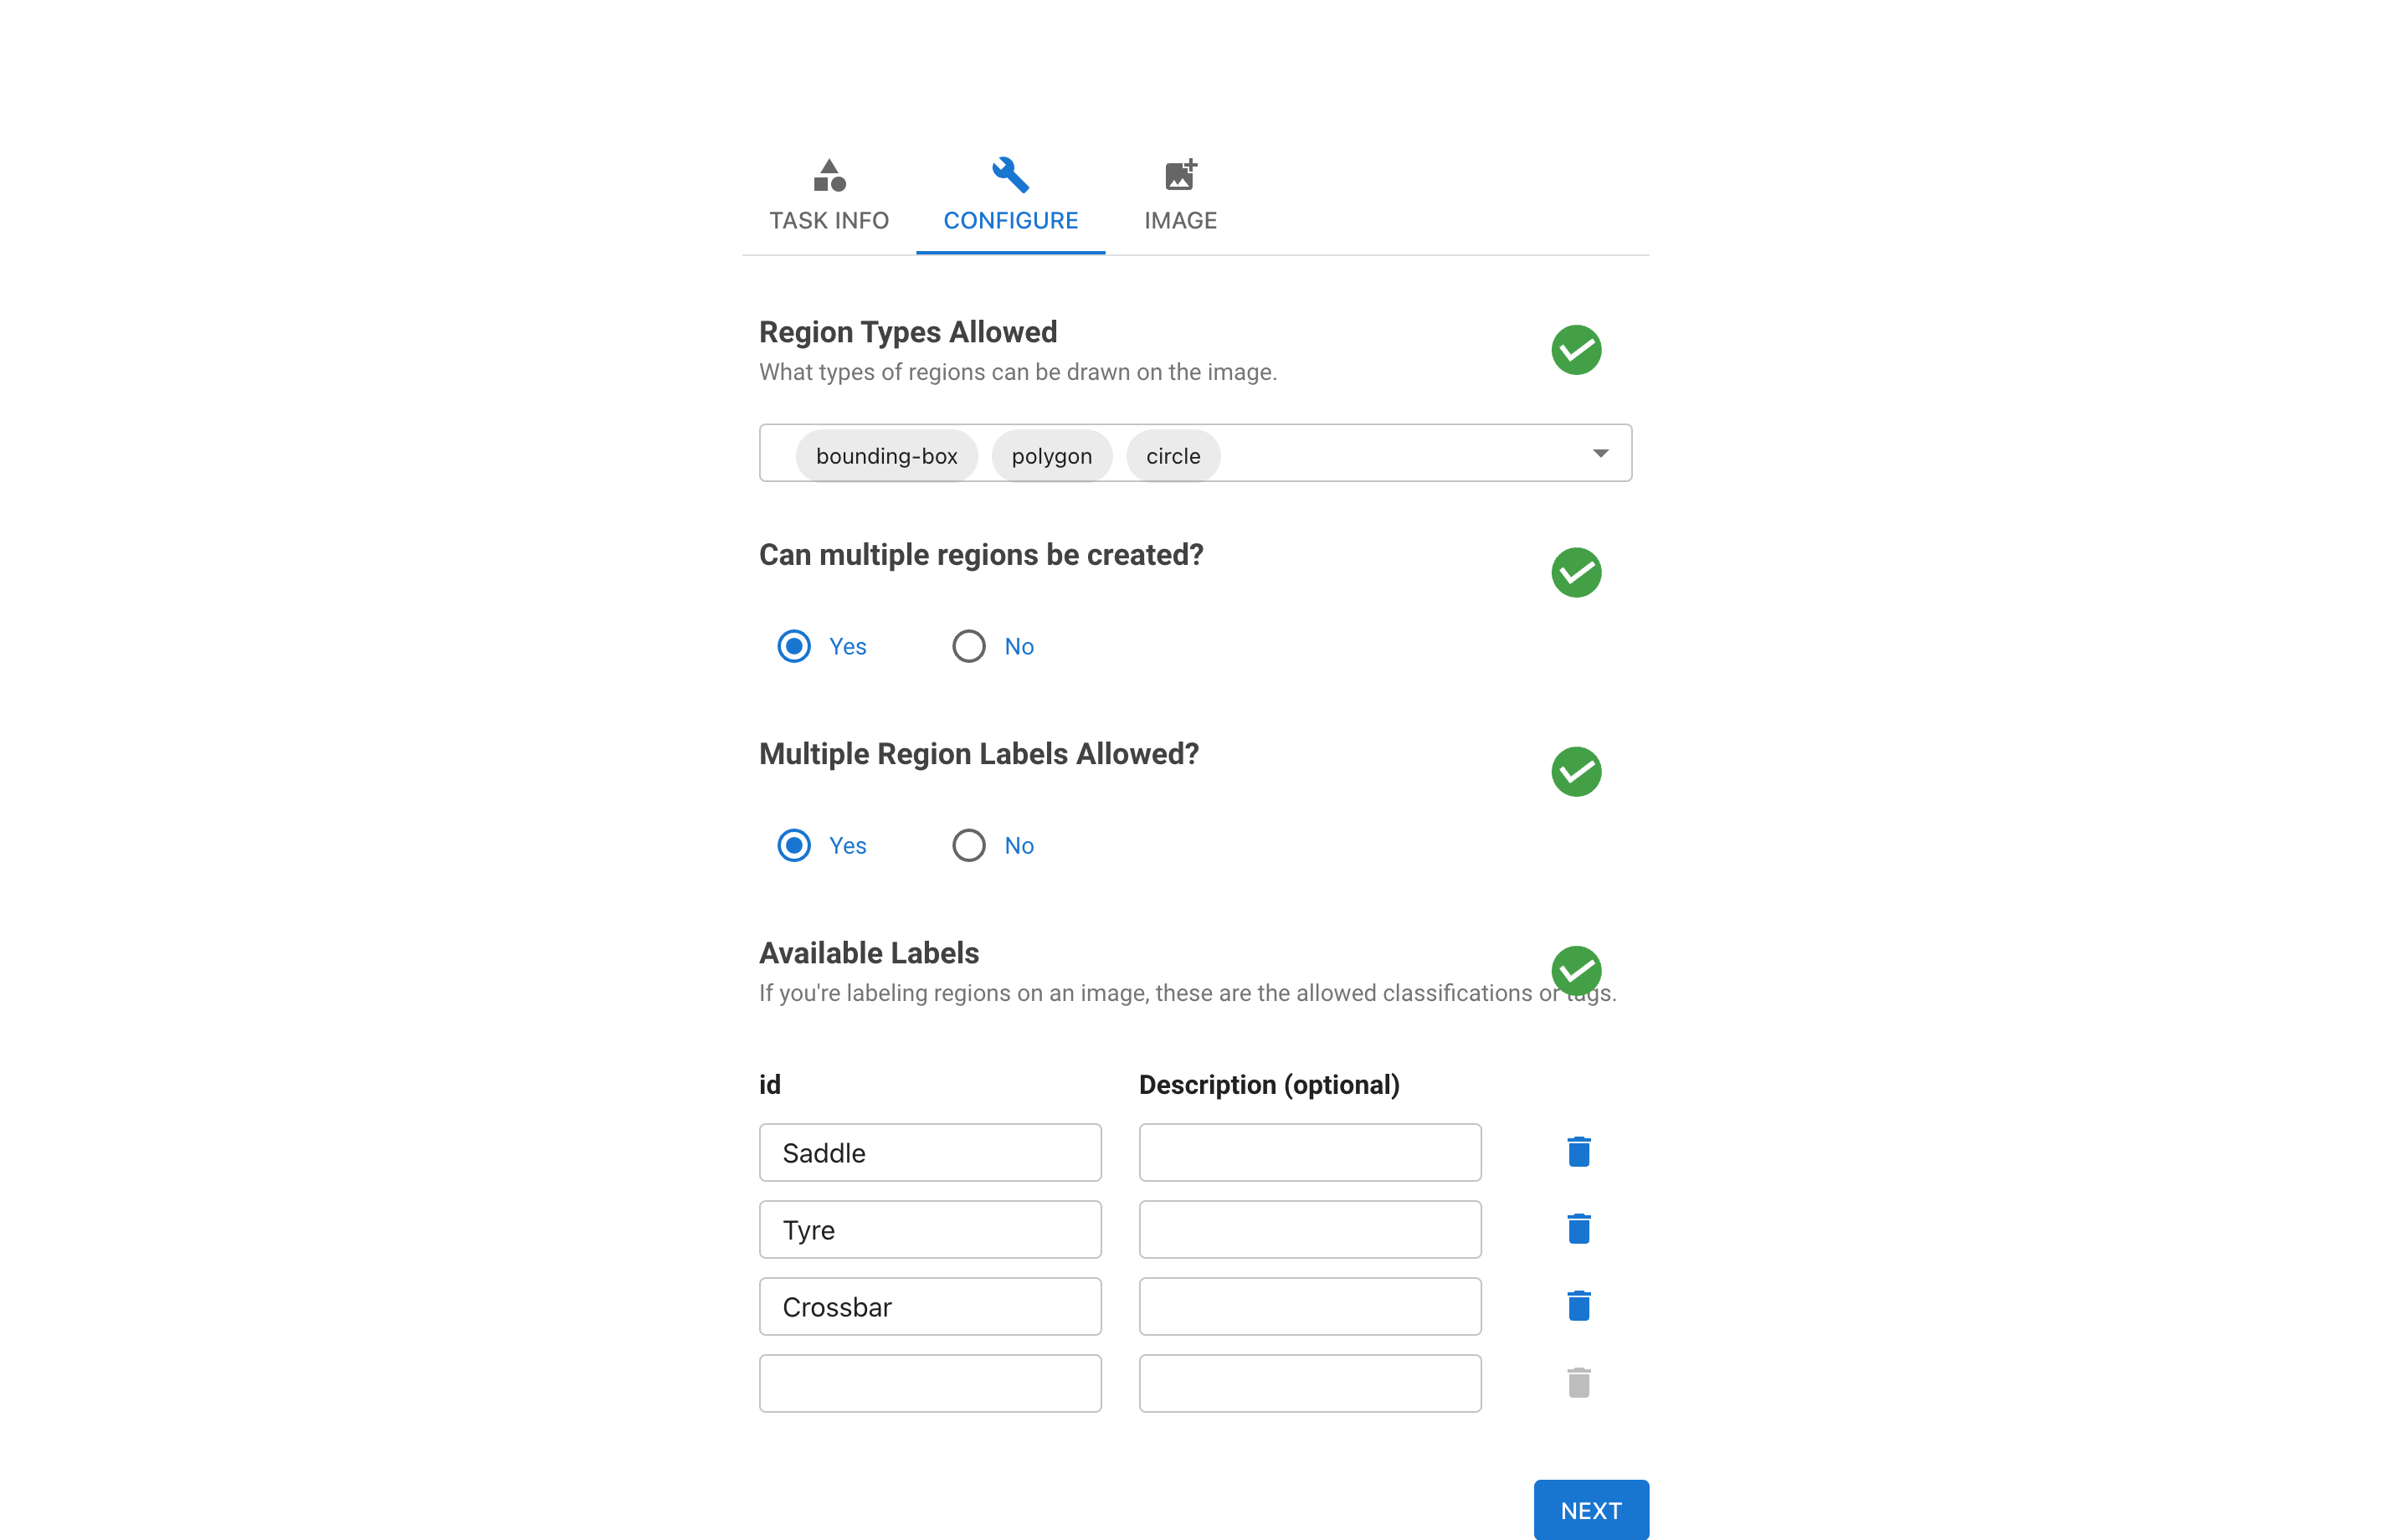 TASK INFO CONFIGURE IMAGE
Region Types Allowed
What types of regions can be drawn on the image.
bounding-box polygon circle
Can multiple regions be created?
Yes No
Multiple Region Labels Allowed?
Yes No
Available Labels
If you're labeling regions on an image, these are the allowed classifications or tags.
id Description (optional)
Saddle
Tyre
Crossbar
NEXT